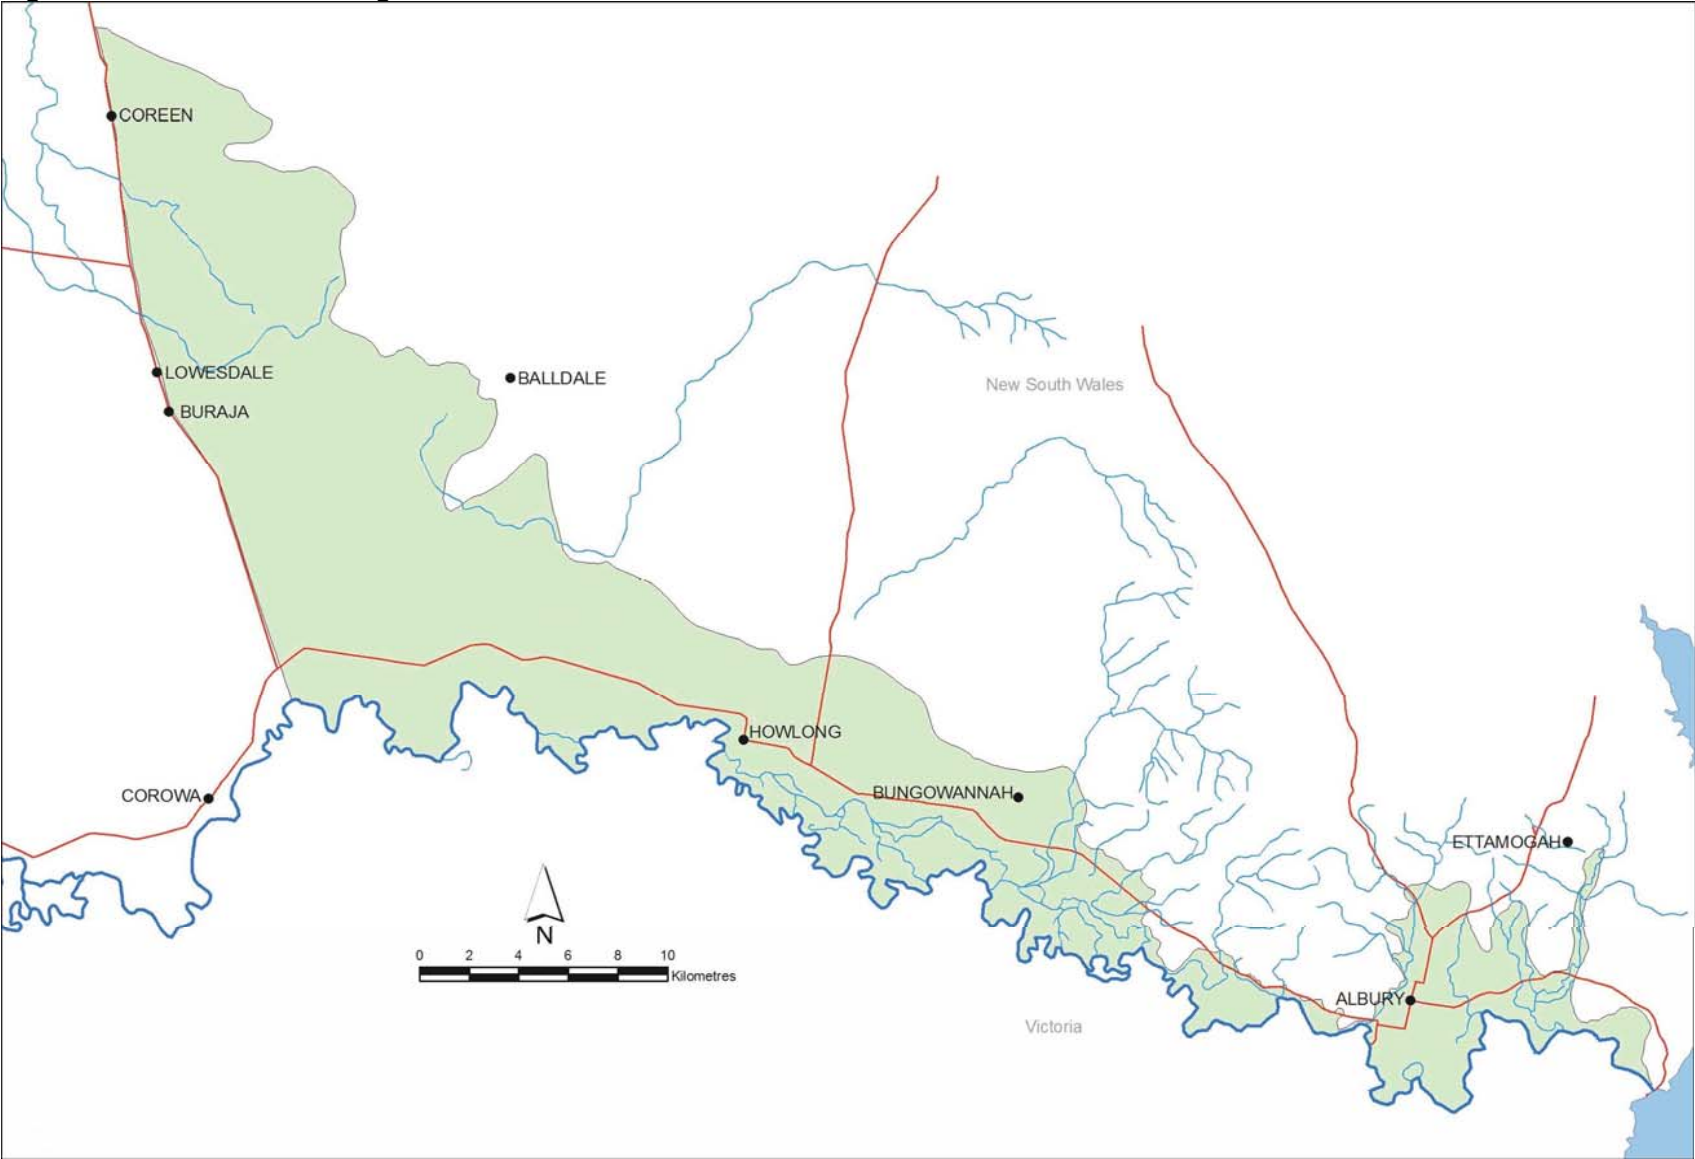 COREEN
LOWESDALE
BALLDALE
New South Wales
BURAJA
HOWLONG
COROWA
BUNGOWANNAH
ETTAMOGAH
N
0 2 4 6 8 10
Kilometres
ALBURY
Victoria